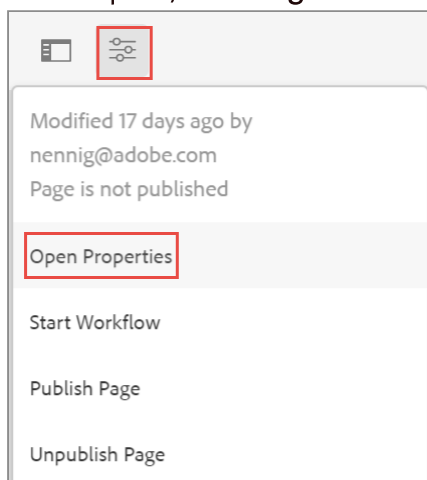 Modified 17 days ago by
nennig@adobe.com
Page is not published
Open Properties
Start Workflow
Publish Page
Unpublish Page